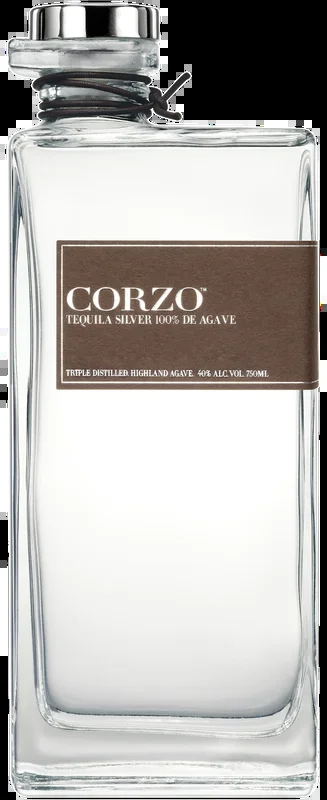 CORZO™
TEQUILA SILVER 100% DE AGAVE
TRIPLE DISTILLED. HIGHLAND AGAVE. 40% ALC. VOL. 750ML